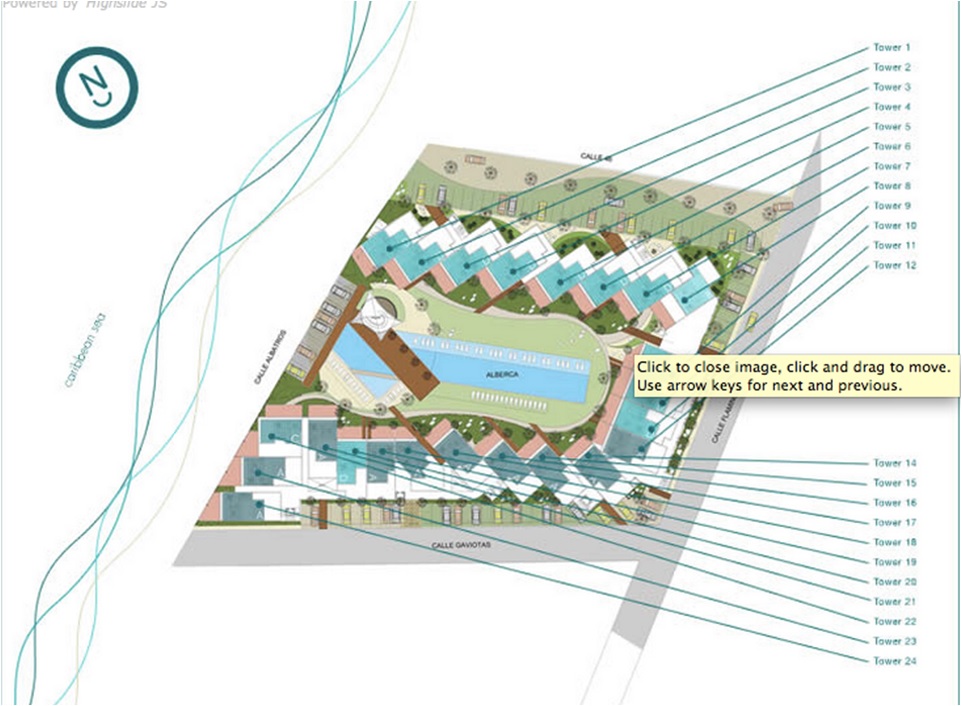 Powered by Highslide JS
N
Tower 1
Tower 2
Tower 3
Tower 4
Tower 5
Tower 6
Tower 7
Tower 8
Tower 9
Tower 10
Tower 11
Tower 12
CALLE 48
caribbean sea
CALLE ALBATROS
ALBERCA
Click to close image, click and drag to move.
Use arrow keys for next and previous.
CALLE FLAMIN
C
A
D
A
A
Tower 14
Tower 15
Tower 16
Tower 17
Tower 18
Tower 19
Tower 20
Tower 21
Tower 22
Tower 23
Tower 24
CALLE GAVIOTAS